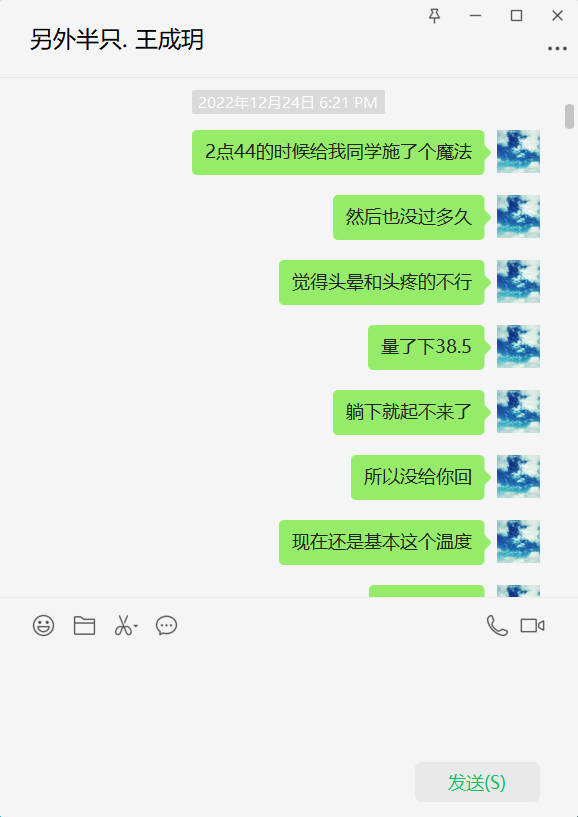 另外半只. 王成玥
2022年12月24日 6:21 PM
2点44的时候给我同学施了个魔法
然后也没过多久
觉得头晕和头疼的不行
量了下38.5
躺下就起不来了
所以没给你回
现在还是基本这个温度
发送(S)